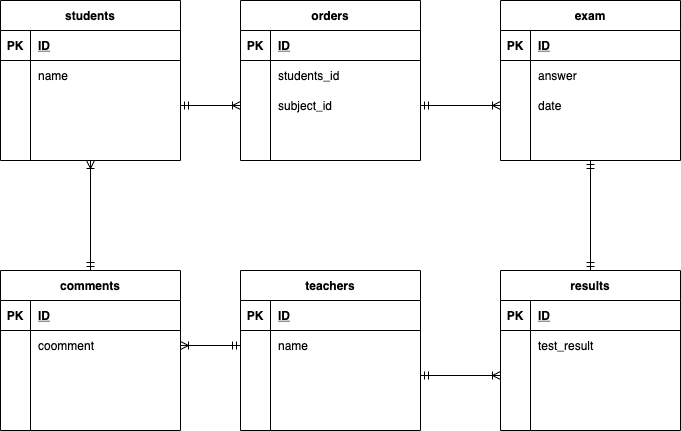 students
PK ID
name
orders
PK ID
students_id
subject_id
exam
PK ID
answer
date
comments
PK ID
coomment
teachers
PK ID
name
results
PK ID
test_result